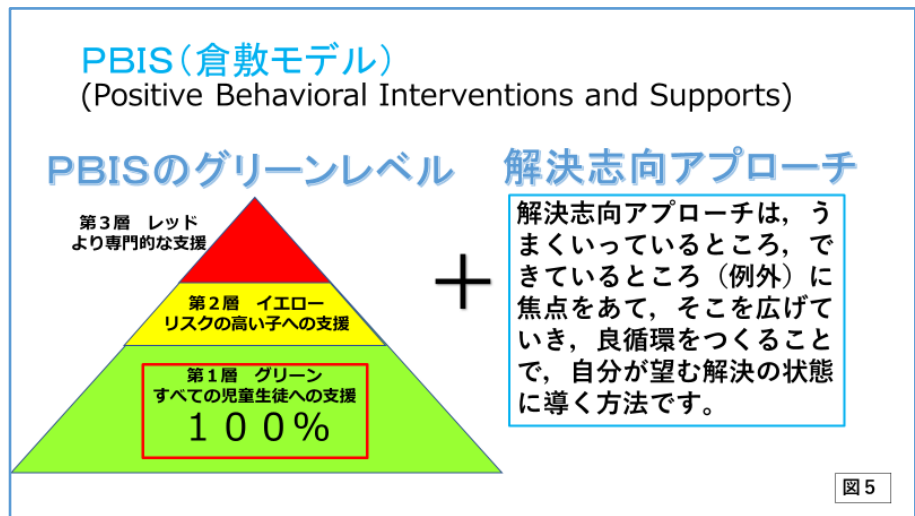 PBIS(倉敷モデル)
(Positive Behavioral Interventions and Supports)
PBISのグリーンレベル
第3層 レッド
より専門的な支援
第2層 イエロー
リスクの高い子への支援
第1層 グリーン
すべての児童生徒への支援
100%
+
解決志向アプローチ
解決志向アプローチは，う
まくいっているところ，で
きているところ（例外）に
焦点をあて，そこを広げて
いき，良循環をつくること
で，自分が望む解決の状態
に導く方法です。
図5